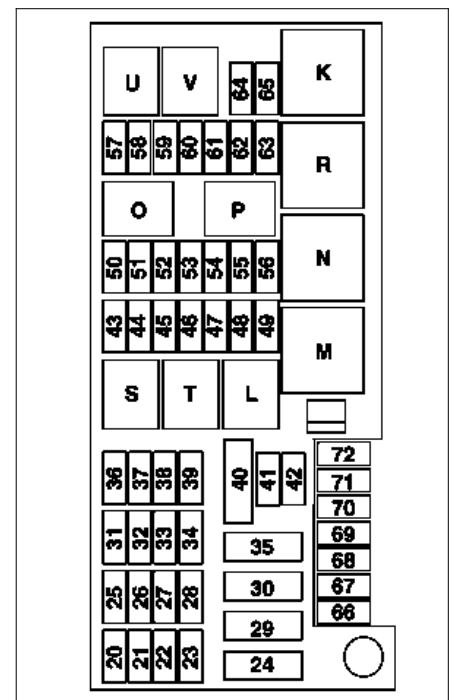 U V 64 65 K
57 58 59 60 61 62 63 R
O P
50 51 52 53 54 55 56 N
43 44 45 46 47 48 49
S T L M
36 37 38 39 40 41 42 72
71
70
31 32 33 34 35 69
68
25 26 27 28 30 67
29 66
20 21 22 23 24